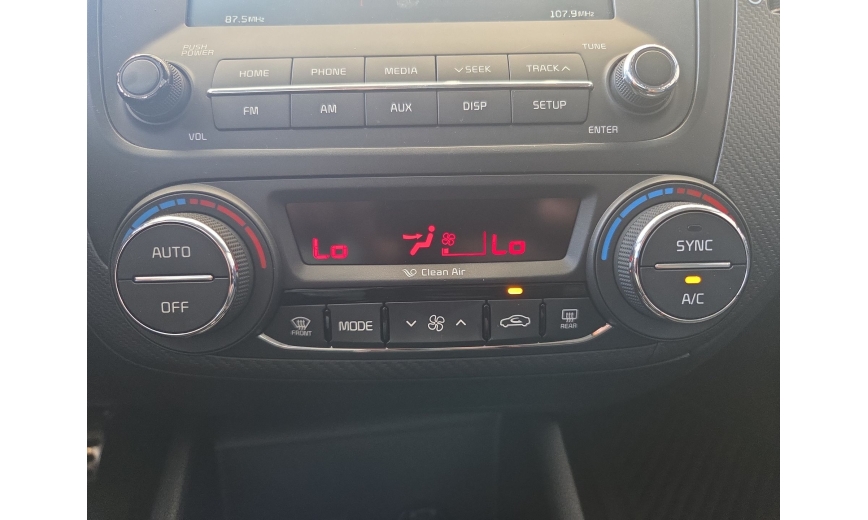 87.5MHz 107.9MHz
PUSH POWER TUNE
HOME PHONE MEDIA SEEK TRACK
FM AM AUX DISP SETUP
VOL ENTER
AUTO SYNC
Lo Lo
Clean Air
OFF A/C
FRONT MODE REAR